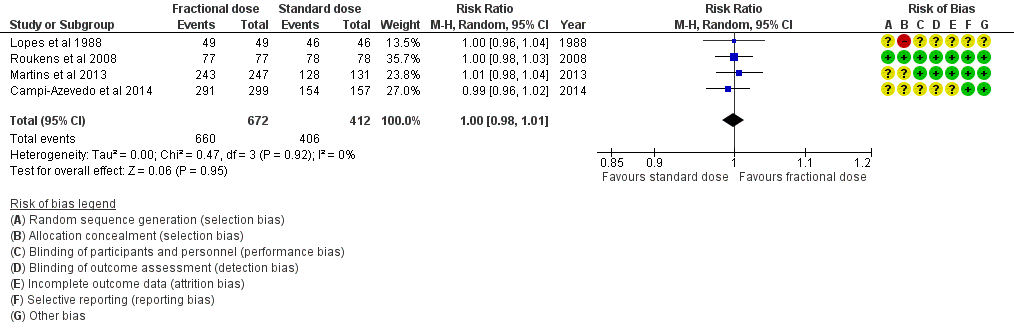 Fractional dose Standard dose Risk Ratio Risk Ratio Risk of Bias
Study or Subgroup Events Total Events Total Weight M-H, Random, 95% CI Year M-H, Random, 95% CI A B C D E F G
Lopes et al 1988 49 49 46 46 13.5% 1.00 [0.96, 1.04] 1988 ? – ? ? ? ? ?
Roukens et al 2008 77 77 78 78 35.7% 1.00 [0.98, 1.03] 2008 + + + + + + +
Martins et al 2013 243 247 128 131 23.8% 1.01 [0.98, 1.04] 2013 ? ? + + + + +
Campi-Azevedo et al 2014 291 299 154 157 27.0% 0.99 [0.96, 1.02] 2014 ? ? ? ? ? + +
Total (95% CI) 672 412 100.0% 1.00 [0.98, 1.01]
Total events 660 406
Heterogeneity: Tau² = 0.00; Chi² = 0.47, df = 3 (P = 0.92); I² = 0%
Test for overall effect: Z = 0.06 (P = 0.95)
0.85 0.9 1 1.1 1.2
Favours standard dose Favours fractional dose
Risk of bias legend
(A) Random sequence generation (selection bias)
(B) Allocation concealment (selection bias)
(C) Blinding of participants and personnel (performance bias)
(D) Blinding of outcome assessment (detection bias)
(E) Incomplete outcome data (attrition bias)
(F) Selective reporting (reporting bias)
(G) Other bias